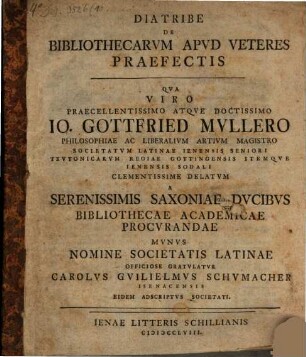 DIATRIBE
DE
BIBLIOTHECARVM APVD VETERES
PRAEFECTIS
QVA
VIRO
PRAECELLENTISSIMO ATQVE DOCTISSIMO
IO. GOTTFRIED MVLLERO
PHILOSOPHIAE AC LIBERALIVM ARTIVM MAGISTRO
SOCIETATVM LATINAE IENENSIS SENIORI
TEVTONICARVM REGIAE GOTTINGENSIS ITEMQVE
IENENSIS SODALI
CLEMENTISSIME DELATVM
A
SERENISSIMIS SAXONIAE DVCIBVS
BIBLIOTHECAE ACADEMICAE
PROCVRANDAE
MVNVS
NOMINE SOCIETATIS LATINAE
OFFICIOSE GRATVLATVR
CAROLVS GVILIELMVS SCHVMACHER
ISENACENSIS
EIDEM ADSCRIPTVS SOCIETATI.
IENAE LITTERIS SCHILLIANIS
CIↃIↃCCLVIII.